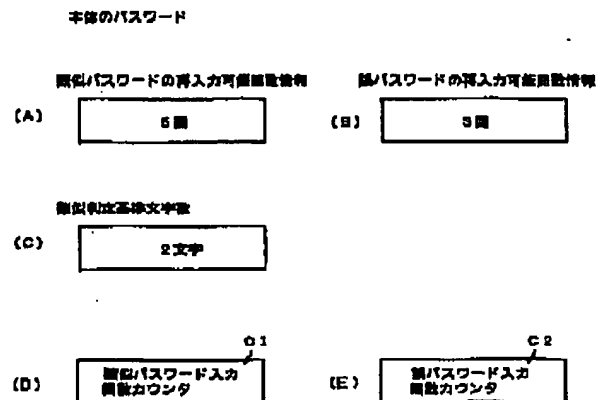 本体のパスワード
類似パスワードの再入力可能回数情報
誤パスワードの再入力可能回数情報
(A)
5回
(B)
3回
類似判定基準文字数
(C)
2文字
C1
C2
(D)
類似パスワード入力
回数カウンタ
(E)
誤パスワード入力
回数カウンタ